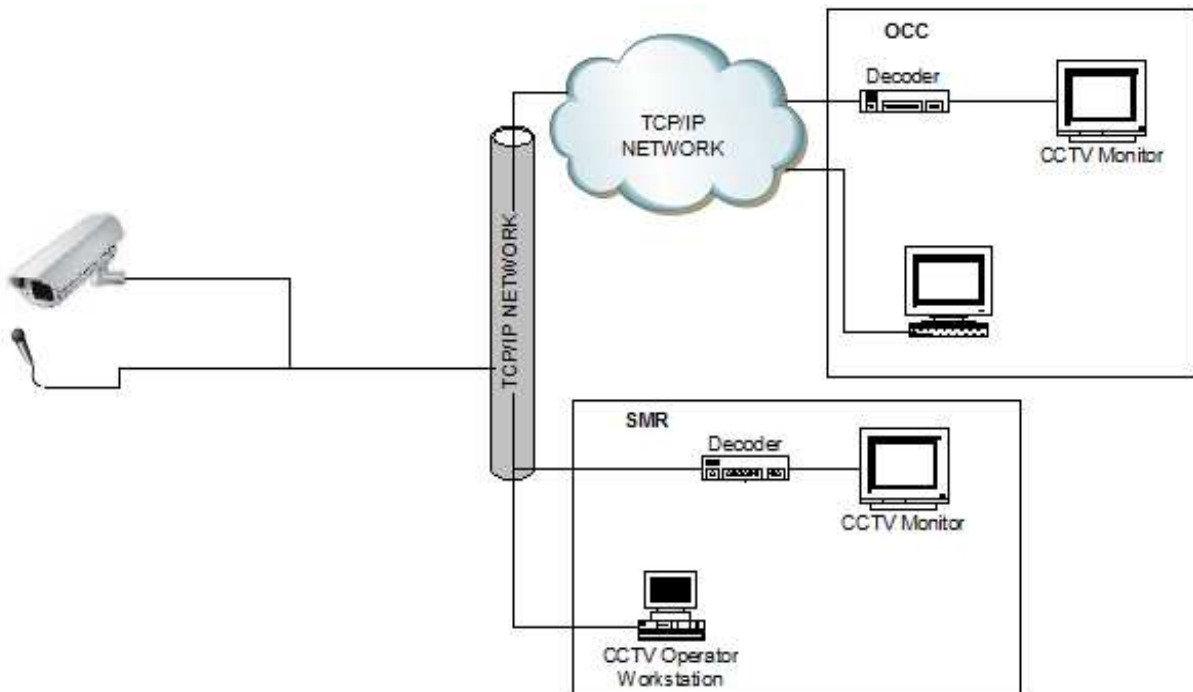 OCC
Decoder
TCP/IP
NETWORK
CCTV Monitor
TCP/IP NETWORK
SMR
Decoder
CCTV Monitor
CCTV Operator
Workstation